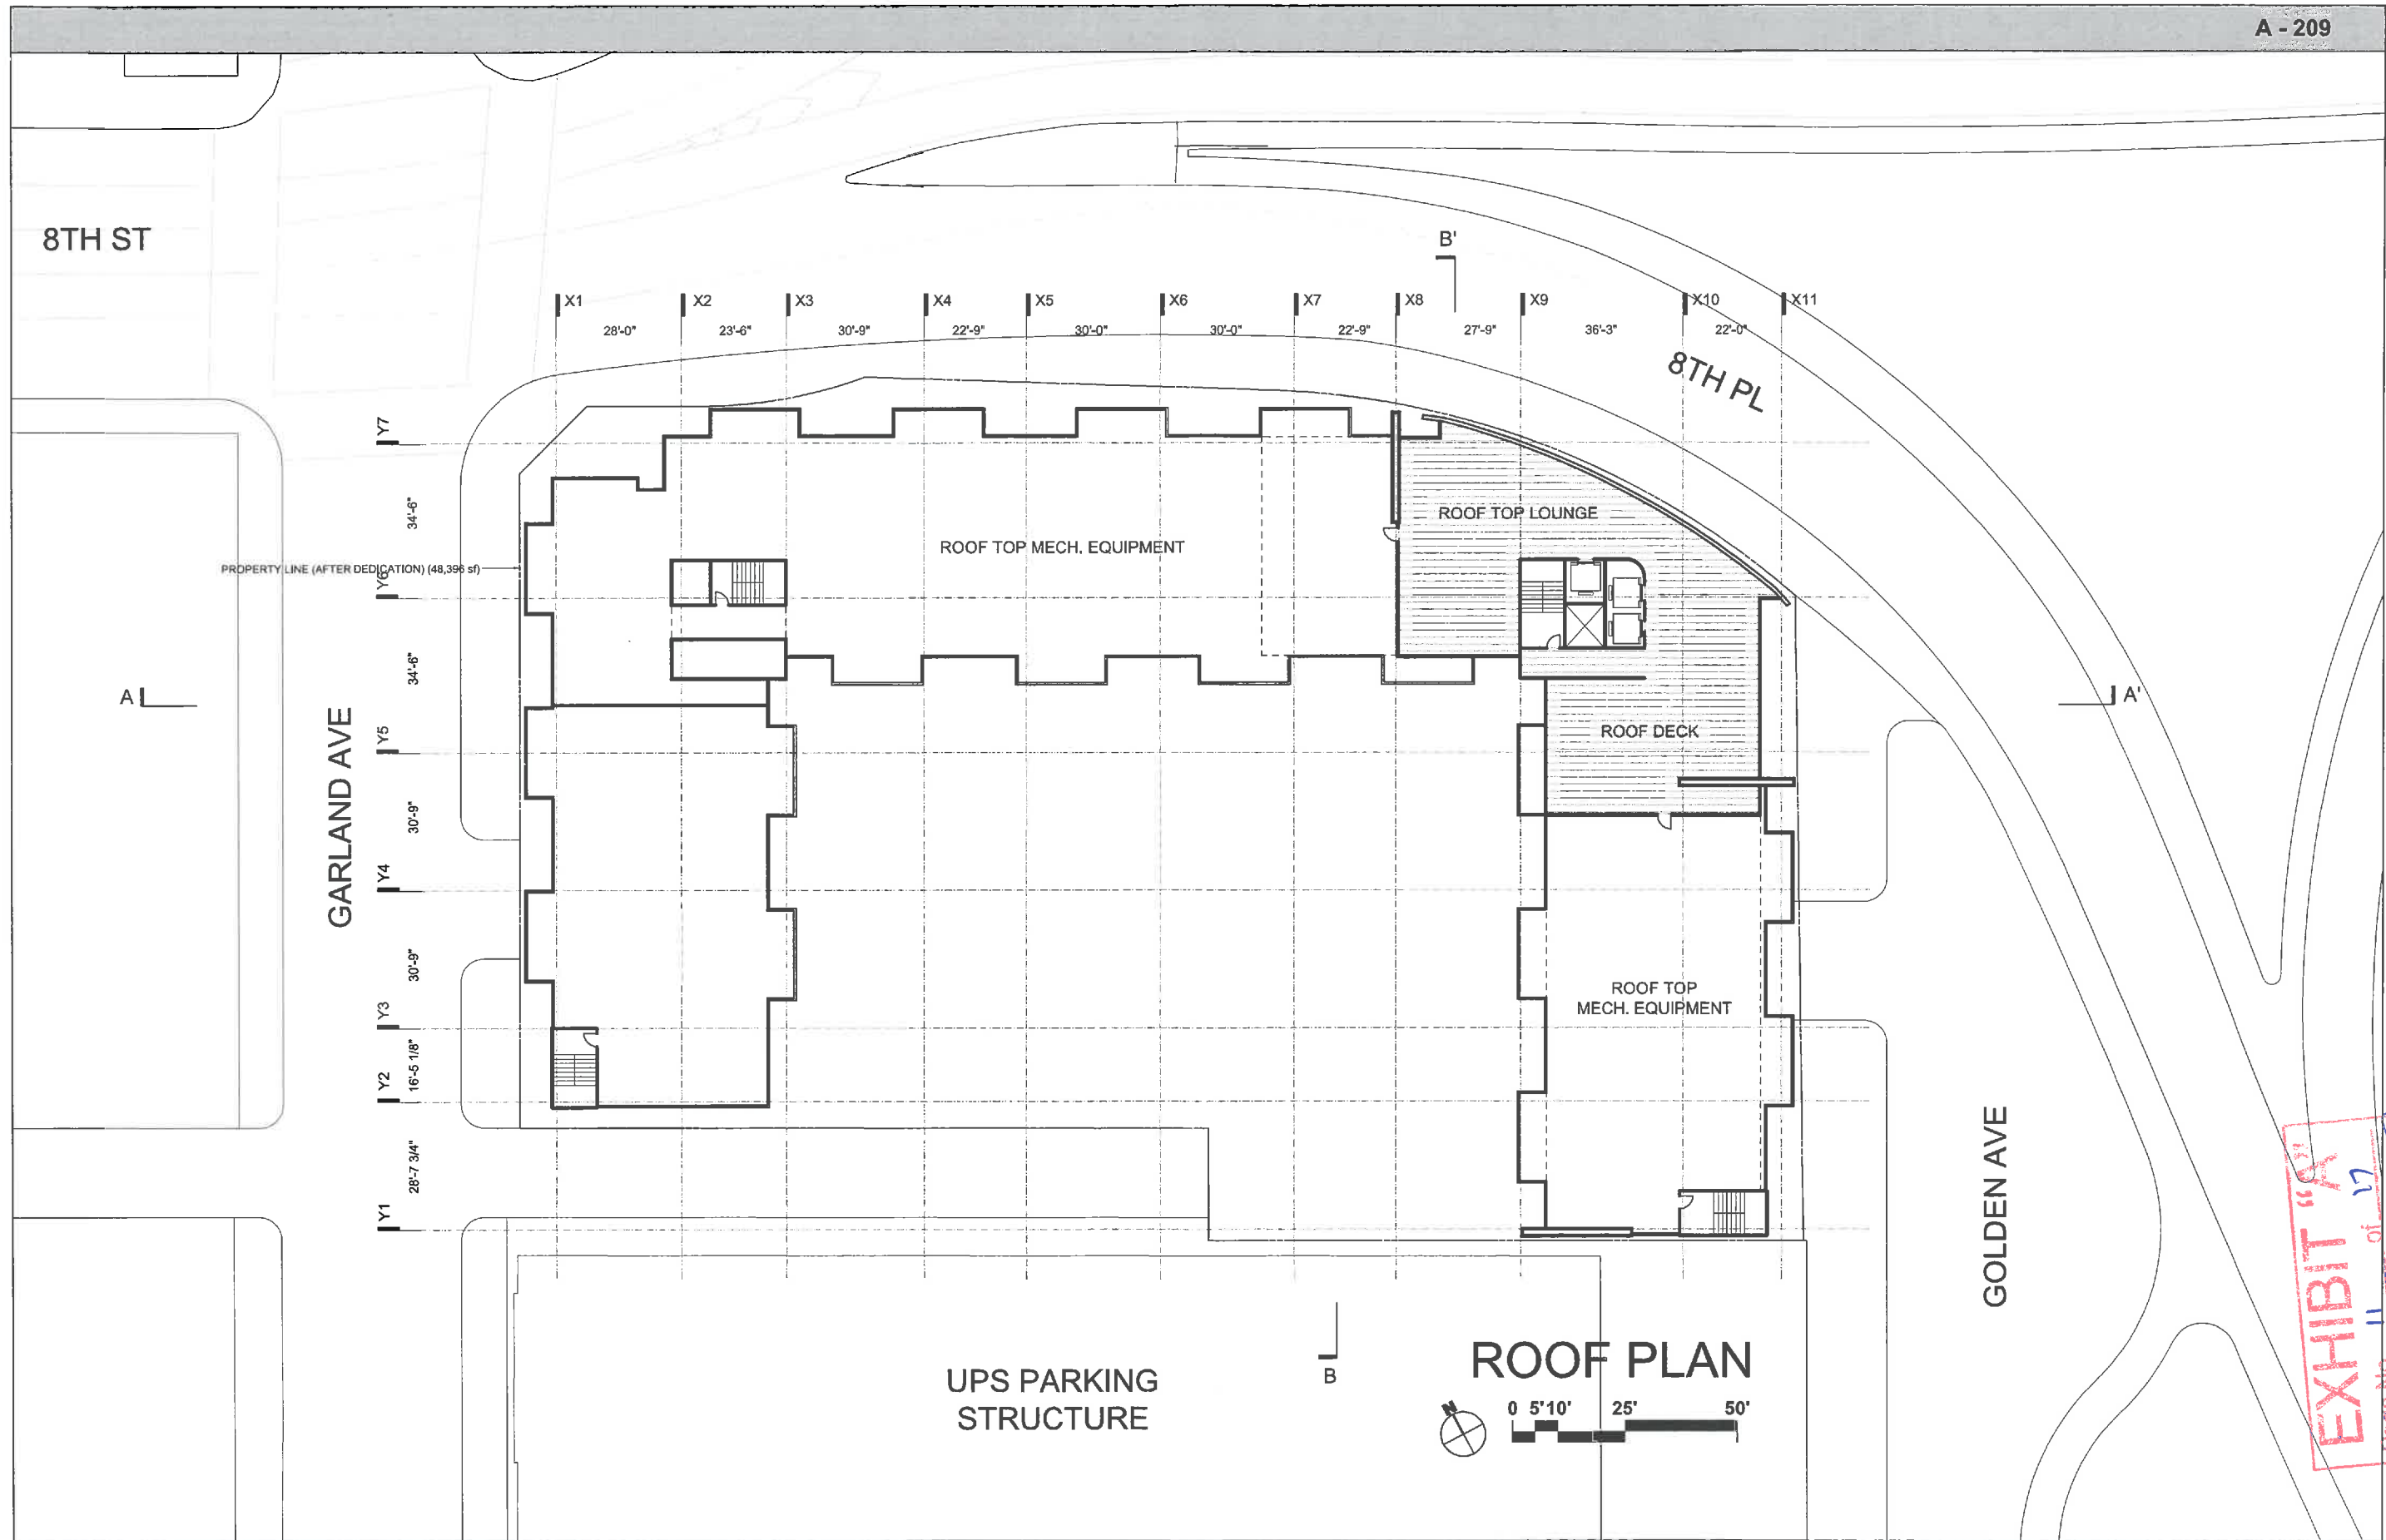 A - 209
8TH ST
B'
X1
X2
X3
X4
X5
X6
X7
X8
X9
X10
X11
28'-0"
23'-6"
30'-9"
22'-9"
30'-0"
30'-0"
22'-9"
27'-9"
36'-3"
22'-0"
8TH PL
Y7
34'-6"
ROOF TOP LOUNGE
ROOF TOP MECH. EQUIPMENT
PROPERTY LINE (AFTER DEDICATION) (48,396 sf)
Y6
34'-6"
A
A'
GARLAND AVE
Y5
ROOF DECK
30'-9"
Y4
30'-9"
ROOF TOP
MECH. EQUIPMENT
Y3
16'-5 1/8"
Y2
28'-7 3/4"
Y1
GOLDEN AVE
EXHIBIT "A"
11 of 17
UPS PARKING
STRUCTURE
B
ROOF PLAN
N
0 5'10' 25' 50'